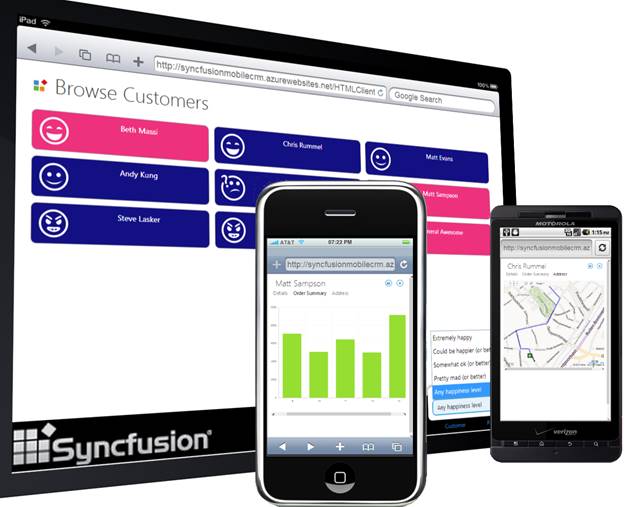 iPad
100%
http://syncfusionmobilecrm.azurewebsites.net/HTMLClient
Google Search
Browse Customers
Beth Massi
Chris Rummel
Matt Evans
Andy Kung
Matt Sampson
Steve Lasker
eral Awesome
Extremely happy
Could be happier (or bet
Somewhat ok (or better)
Pretty mad (or better)
Any happiness level
Any happiness level
Customer
Syncfusion®
AT&T
07:22 PM
http://syncfusionmobilecrm.az
Matt Sampson
Details Order Summary Address
MOTOROLA
1:15 PM
http://syncfusionmobilecrm.az
Chris Rummel
Details Order Summary Address
verizon